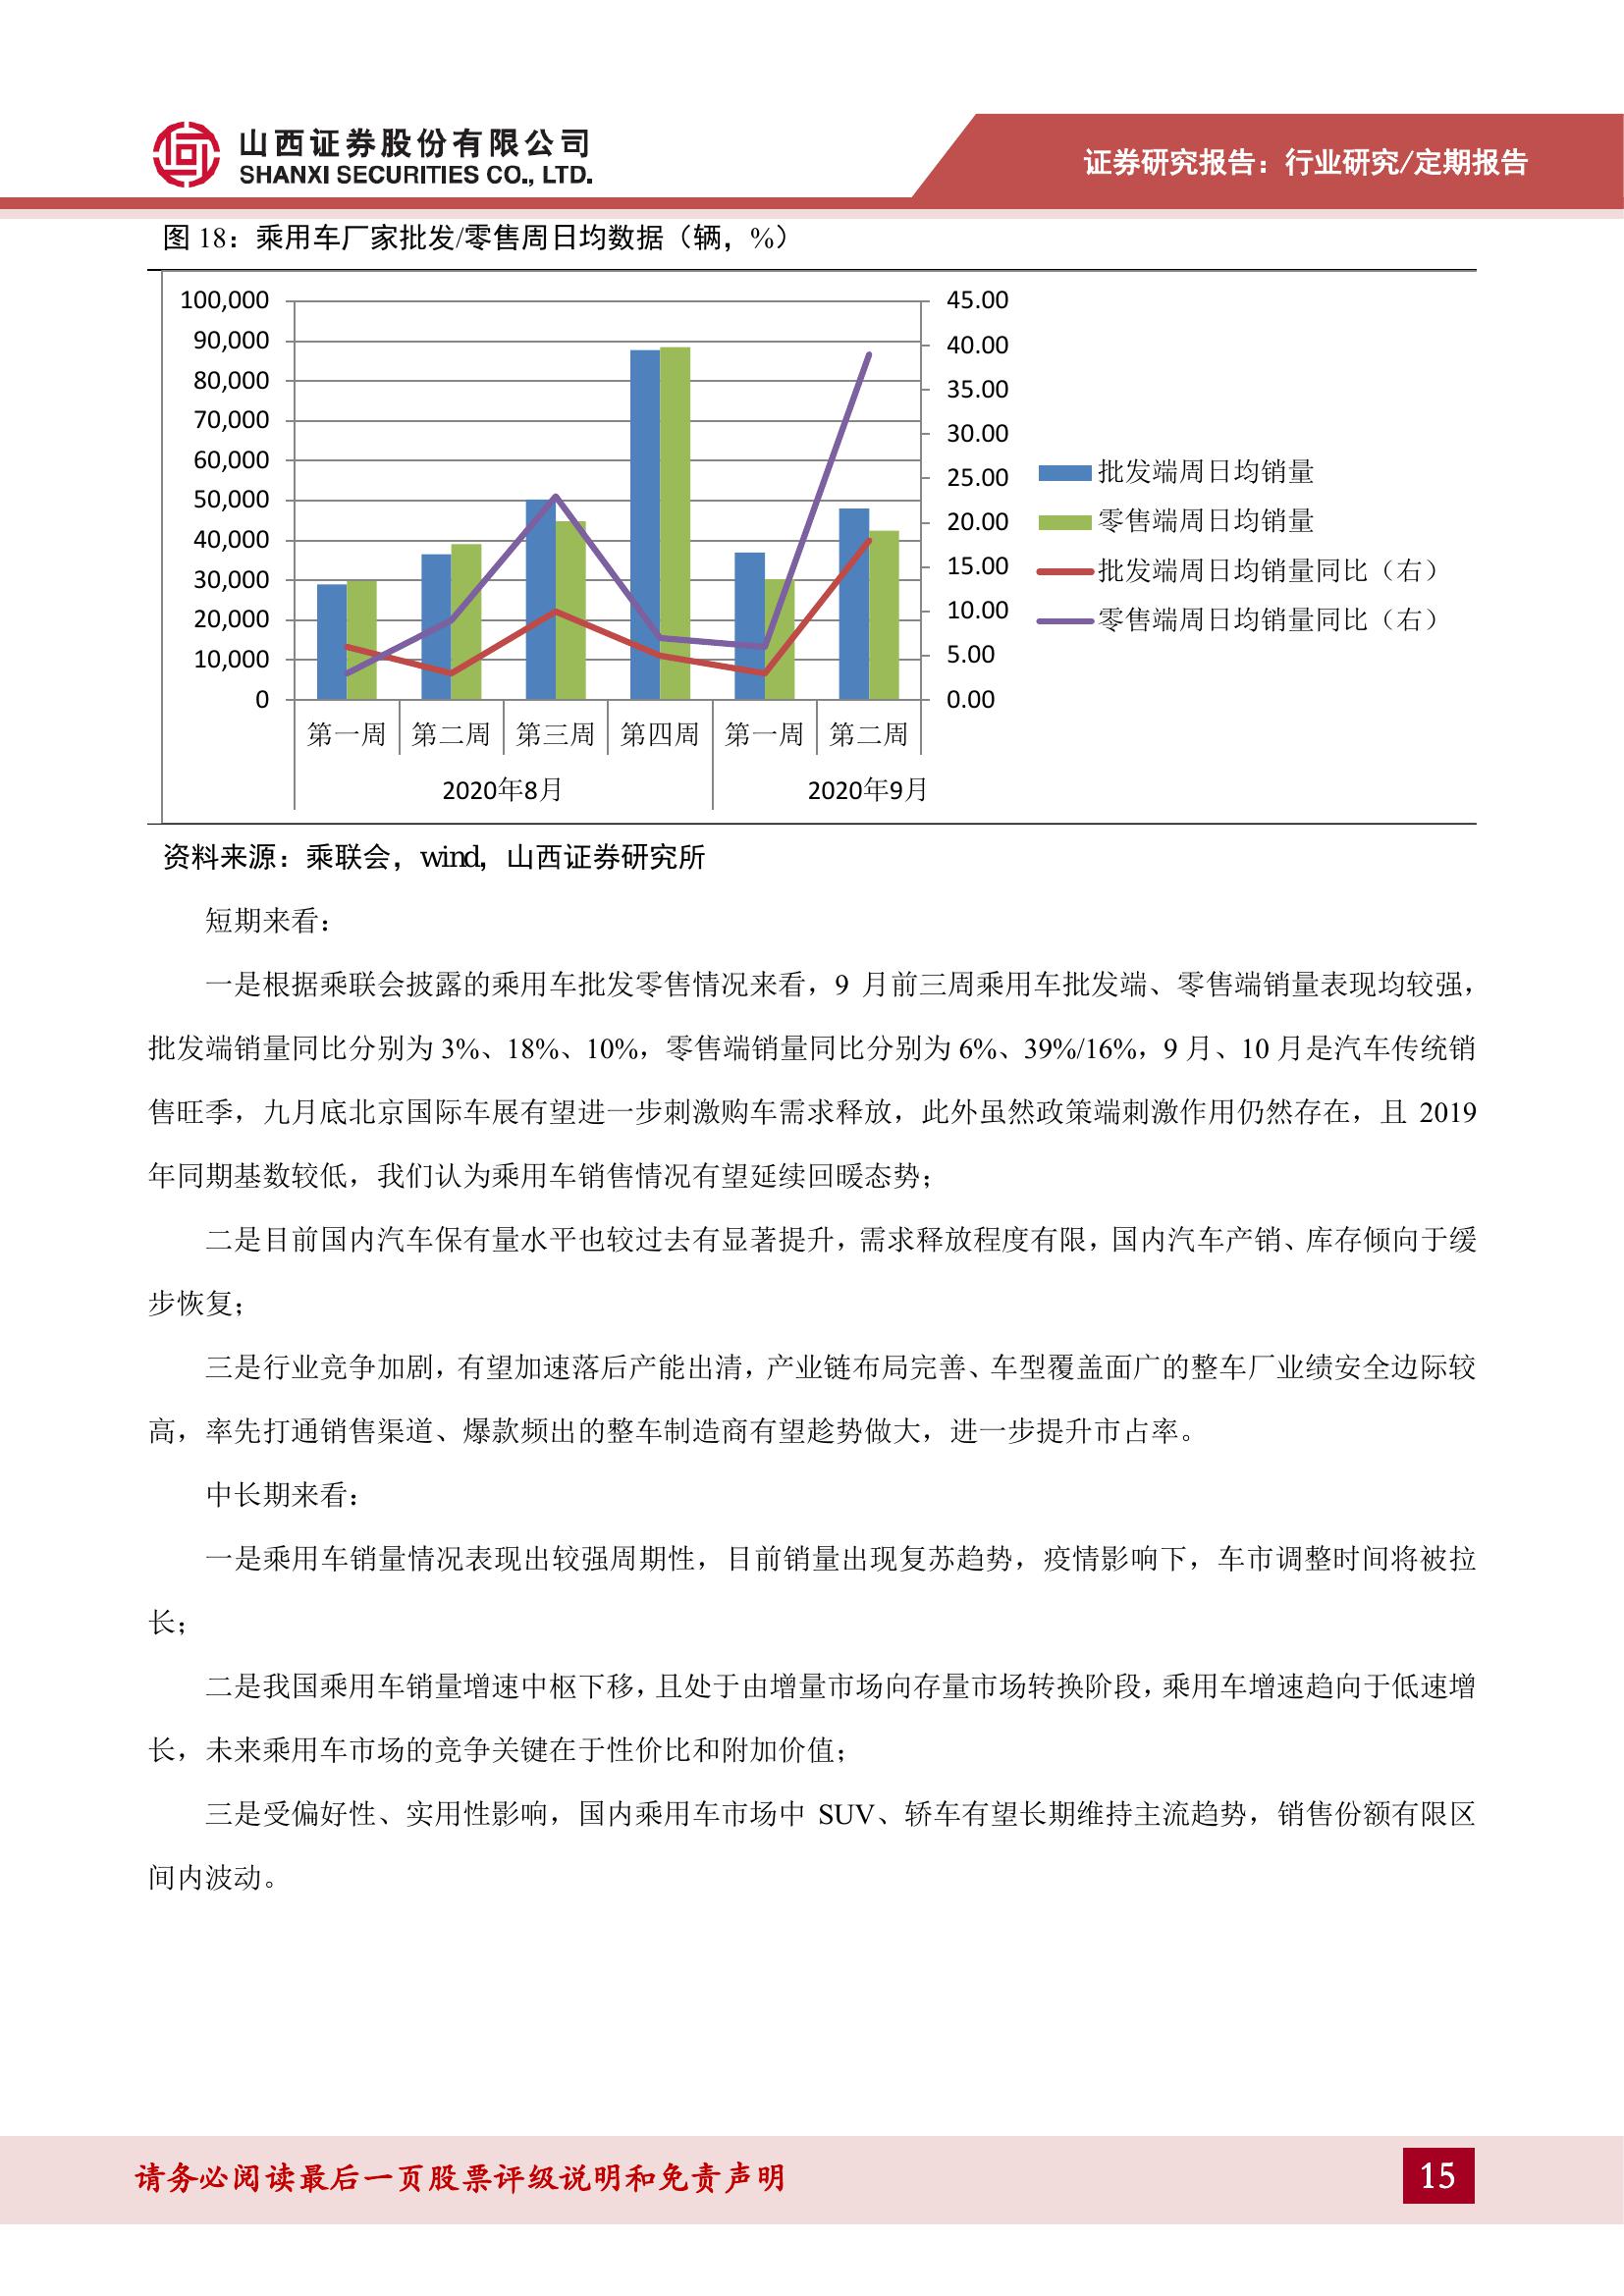 山西证券股份有限公司
SHANXI SECURITIES CO., LTD.
证券研究报告：行业研究/定期报告
图 18：乘用车厂家批发/零售周日均数据（辆，%）
100,000
90,000
80,000
70,000
60,000
50,000
40,000
30,000
20,000
10,000
0
45.00
40.00
35.00
30.00
25.00
20.00
15.00
10.00
5.00
0.00
第一周 第二周 第三周 第四周 第一周 第二周
2020年8月 2020年9月
批发端周日均销量
零售端周日均销量
批发端周日均销量同比（右）
零售端周日均销量同比（右）
资料来源：乘联会，wind，山西证券研究所
短期来看：
一是根据乘联会披露的乘用车批发零售情况来看，9 月前三周乘用车批发端、零售端销量表现均较强，
批发端销量同比分别为 3%、18%、10%，零售端销量同比分别为 6%、39%/16%，9 月、10 月是汽车传统销
售旺季，九月底北京国际车展有望进一步刺激购车需求释放，此外虽然政策端刺激作用仍然存在，且 2019
年同期基数较低，我们认为乘用车销售情况有望延续回暖态势；
二是目前国内汽车保有量水平也较过去有显著提升，需求释放程度有限，国内汽车产销、库存倾向于缓
步恢复；
三是行业竞争加剧，有望加速落后产能出清，产业链布局完善、车型覆盖面广的整车厂业绩安全边际较
高，率先打通销售渠道、爆款频出的整车制造商有望趁势做大，进一步提升市占率。
中长期来看：
一是乘用车销量情况表现出较强周期性，目前销量出现复苏趋势，疫情影响下，车市调整时间将被拉
长；
二是我国乘用车销量增速中枢下移，且处于由增量市场向存量市场转换阶段，乘用车增速趋向于低速增
长，未来乘用车市场的竞争关键在于性价比和附加价值；
三是受偏好性、实用性影响，国内乘用车市场中 SUV、轿车有望长期维持主流趋势，销售份额有限区
间内波动。
请务必阅读最后一页股票评级说明和免责声明
15